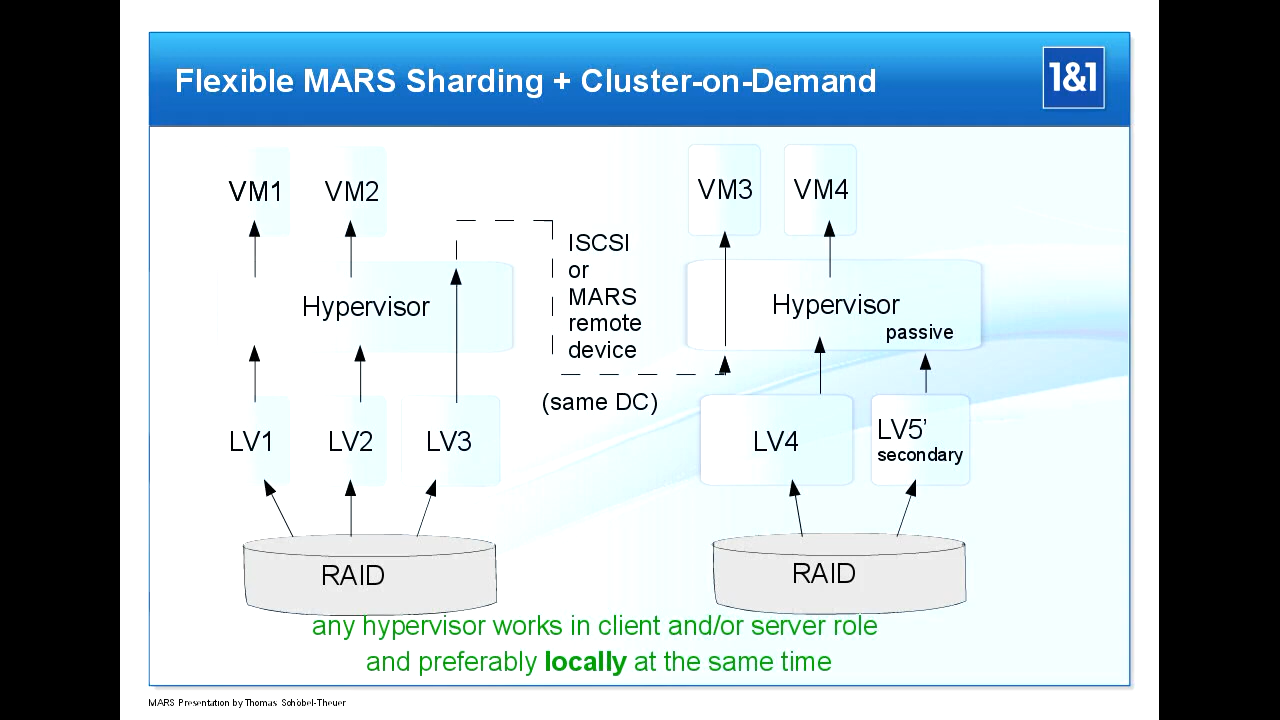 Flexible MARS Sharding + Cluster-on-Demand
1&1
VM1
VM2
VM3
VM4
ISCSI
or
MARS
remote
device
Hypervisor
Hypervisor
passive
(same DC)
LV1
LV2
LV3
LV4
LV5’
secondary
RAID
RAID
any hypervisor works in client and/or server role
and preferably locally at the same time
MARS Presentation by Thomas Schöbel-Theuer